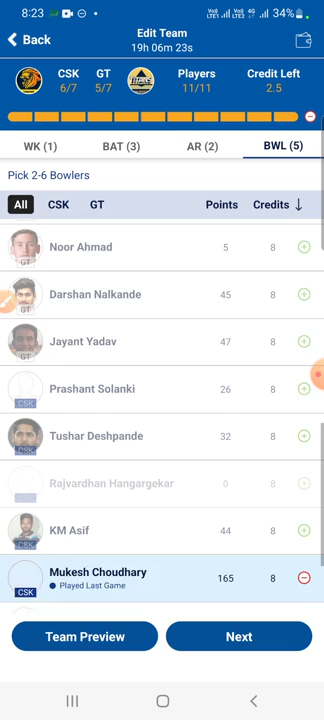 8:23
VoLTE1 VoLTE2 4G 34%
Back
Edit Team
19h 06m 23s
CSK GT Players Credit Left
6/7 5/7 11/11 2.5
WK (1) BAT (3) AR (2) BWL (5)
Pick 2-6 Bowlers
All CSK GT Points Credits ↓
Noor Ahmad 5 8
GT
Darshan Nalkande 45 8
GT
Jayant Yadav 47 8
GT
Prashant Solanki 26 8
CSK
Tushar Deshpande 32 8
CSK
Rajvardhan Hangargekar 0 8
CSK
KM Asif 44 8
CSK
Mukesh Choudhary 165 8
Played Last Game
CSK
Team Preview Next